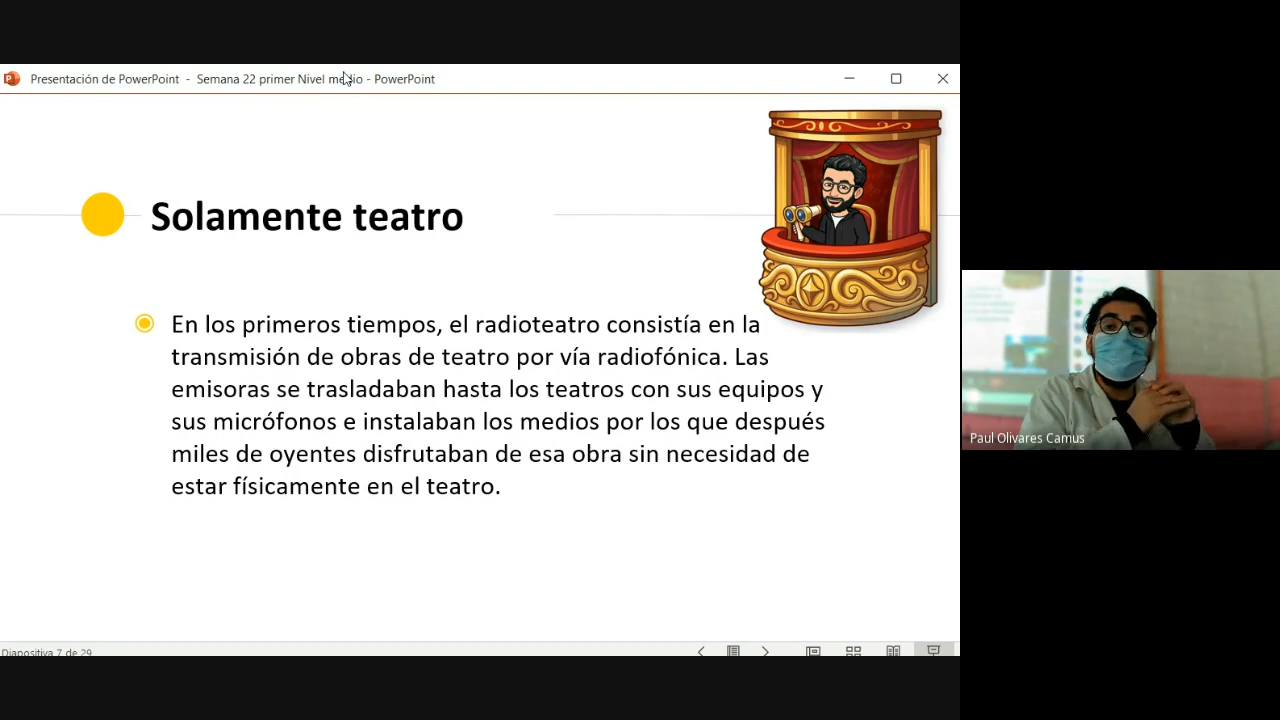 Presentación de PowerPoint - Semana 22 primer Nivel medio - PowerPoint
Solamente teatro
En los primeros tiempos, el radioteatro consistía en la
transmisión de obras de teatro por vía radiofónica. Las
emisoras se trasladaban hasta los teatros con sus equipos y
sus micrófonos e instalaban los medios por los que después
miles de oyentes disfrutaban de esa obra sin necesidad de
estar físicamente en el teatro.
Paul Olivares Camus
Diapositiva 7 de 29